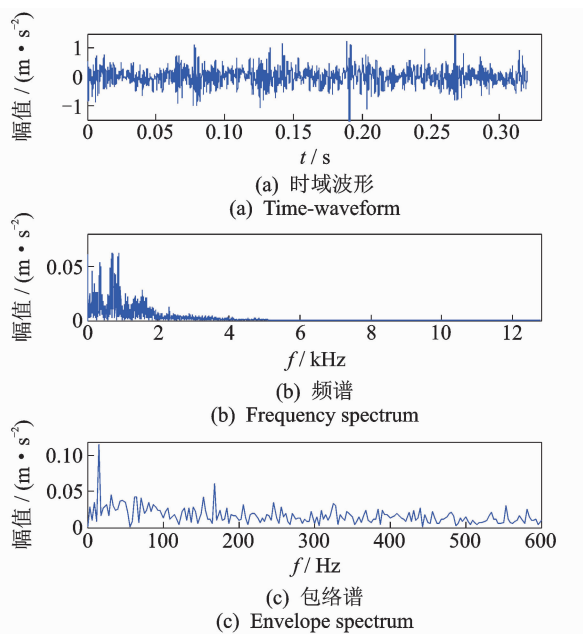 幅值 / (m·s⁻²)
1
0
−1
0 0.05 0.10 0.15 0.20 0.25 0.30
t / s
(a) 时域波形
(a) Time-waveform
幅值 / (m·s⁻²)
0.05
0
0 2 4 6 8 10 12
f / kHz
(b) 频谱
(b) Frequency spectrum
幅值 / (m·s⁻²)
0.10
0.05
0
0 100 200 300 400 500 600
f / Hz
(c) 包络谱
(c) Envelope spectrum